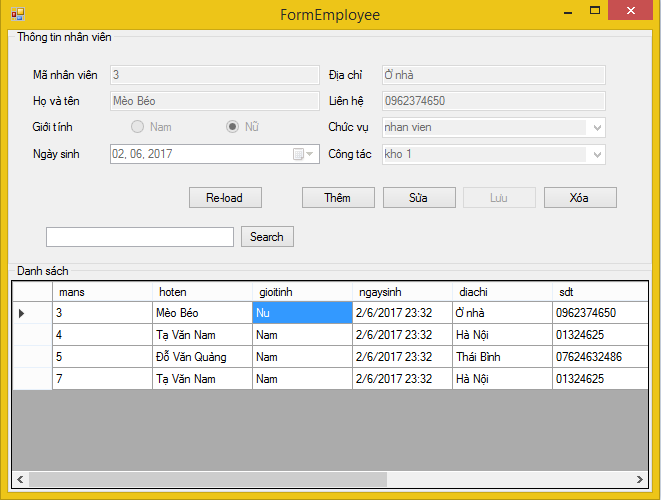 FormEmployee
Thông tin nhân viên
Mã nhân viên 3 Địa chỉ Ở nhà
Họ và tên Mèo Béo Liên hệ 0962374650
Giới tính Nam Nữ Chức vụ nhan vien
Ngày sinh 02, 06, 2017 Công tác kho 1
Re-load Thêm Sửa Lưu Xóa
Search
Danh sách
mans hoten gioitinh ngaysinh diachi sdt
3 Mèo Béo Nu 2/6/2017 23:32 Ở nhà 0962374650
4 Tạ Văn Nam Nam 2/6/2017 23:32 Hà Nội 01324625
5 Đỗ Văn Quảng Nam 2/6/2017 23:32 Thái Bình 07624632486
7 Tạ Văn Nam Nam 2/6/2017 23:32 Hà Nội 01324625